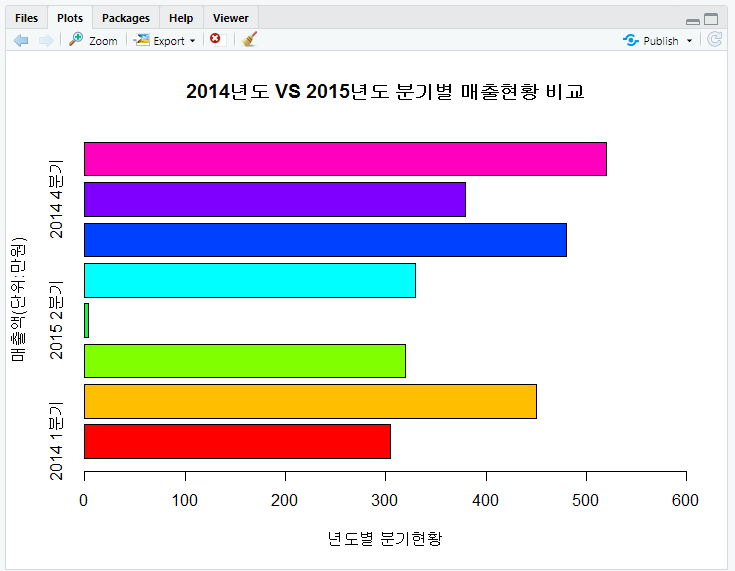 Files Plots Packages Help Viewer
Zoom Export Publish
2014년도 VS 2015년도 분기별 매출현황 비교
매출액(단위:만원)
2014 4분기
2015 2분기
2014 1분기
0 100 200 300 400 500 600
년도별 분기현황